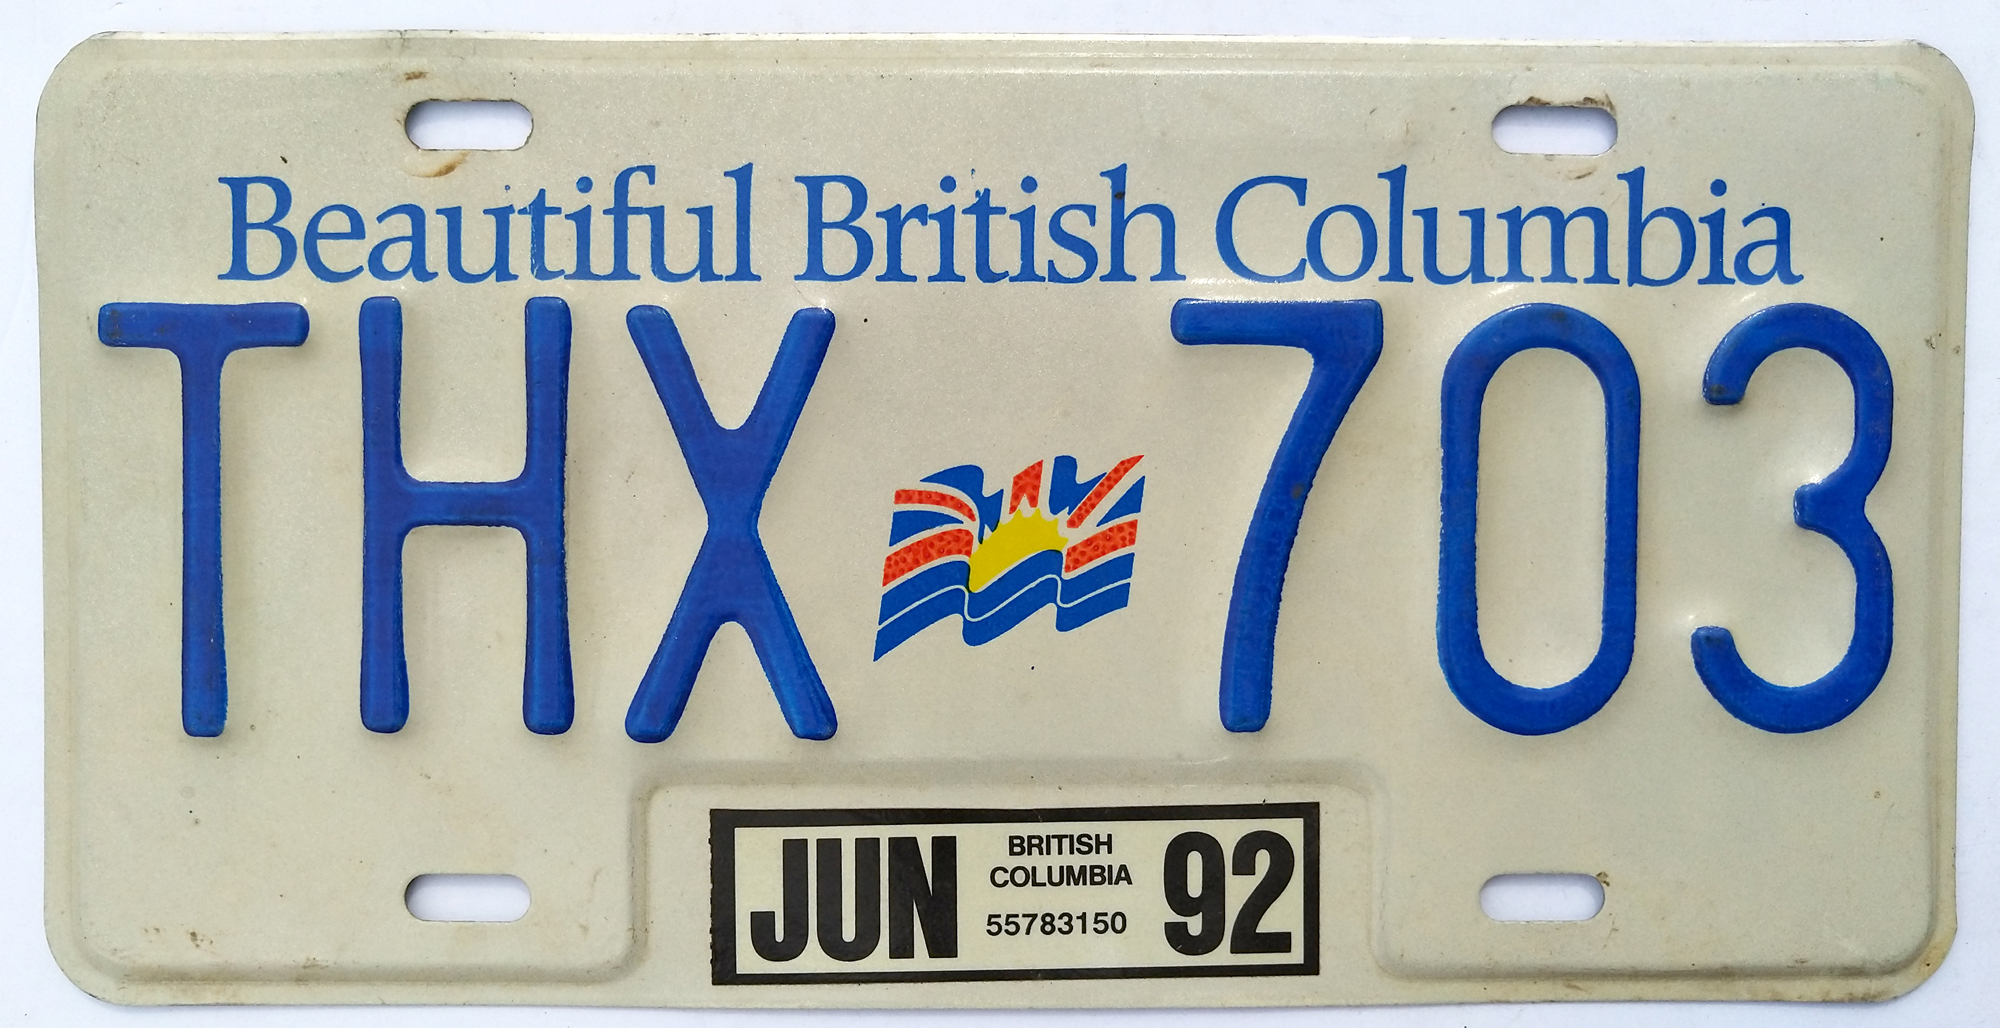 Beautiful British Columbia
THX 703
JUN
BRITISH
COLUMBIA
55783150
92